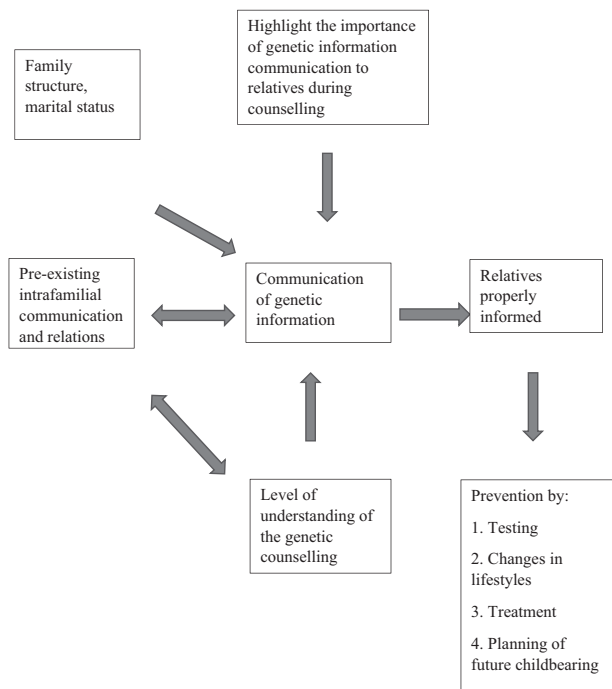 Highlight the importance
of genetic information
communication to
relatives during
counselling
Family
structure,
marital status
Pre-existing
intrafamilial
communication
and relations
Communication
of genetic
information
Relatives
properly
informed
Level of
understanding of
the genetic
counselling
Prevention by:
1. Testing
2. Changes in
lifestyles
3. Treatment
4. Planning of
future childbearing